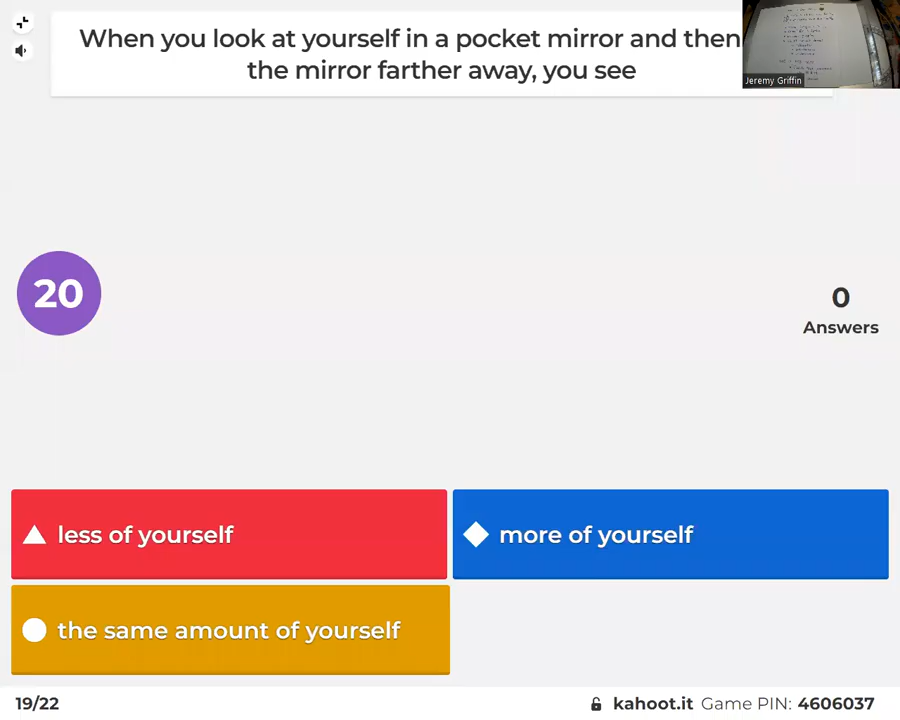 When you look at yourself in a pocket mirror and then
the mirror farther away, you see
Jeremy Griffin
20
0
Answers
less of yourself
more of yourself
the same amount of yourself
19/22
kahoot.it Game PIN: 4606037